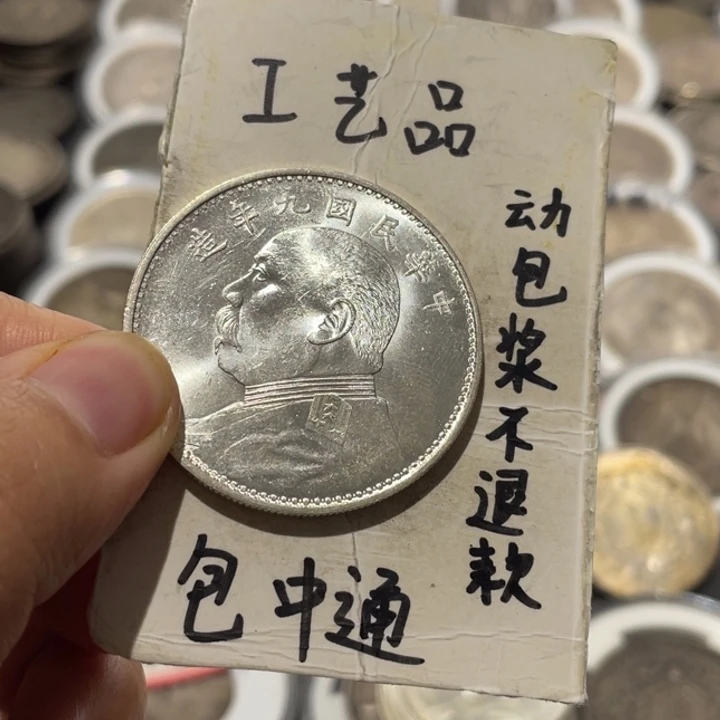 工艺品
中華民國九年造
动包浆不退款
包中通